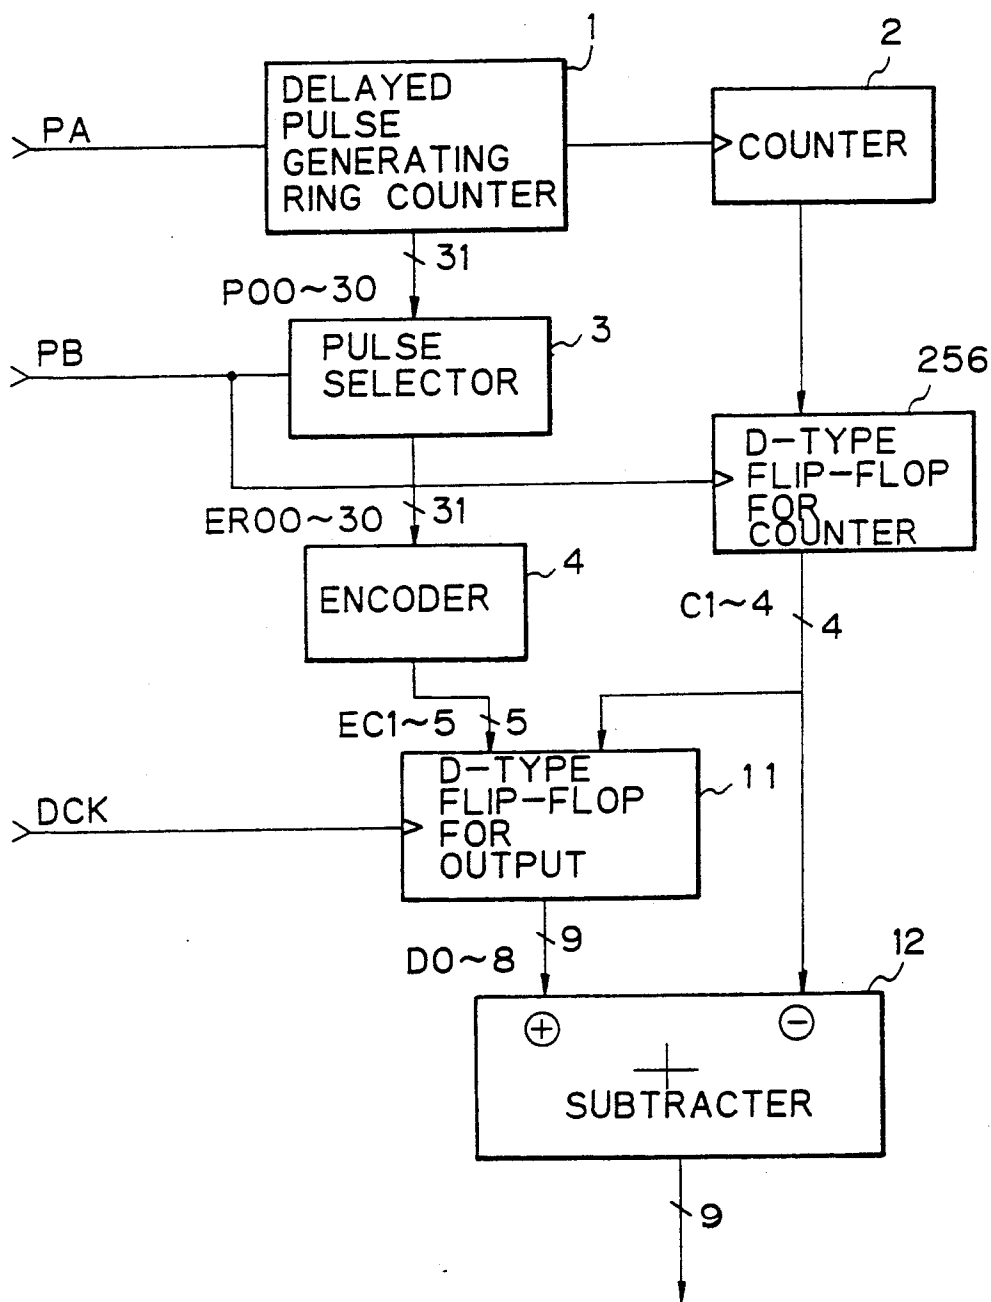 1
2
DELAYED
PULSE
GENERATING
RING COUNTER
PA
COUNTER
31
P00~30
PB
PULSE
SELECTOR
3
256
D-TYPE
FLIP-FLOP
FOR
COUNTER
31
ER00~30
4
ENCODER
C1~4
4
EC1~5
5
D-TYPE
FLIP-FLOP
FOR
OUTPUT
11
DCK
9
D0~8
12
+
−
SUBTRACTER
9